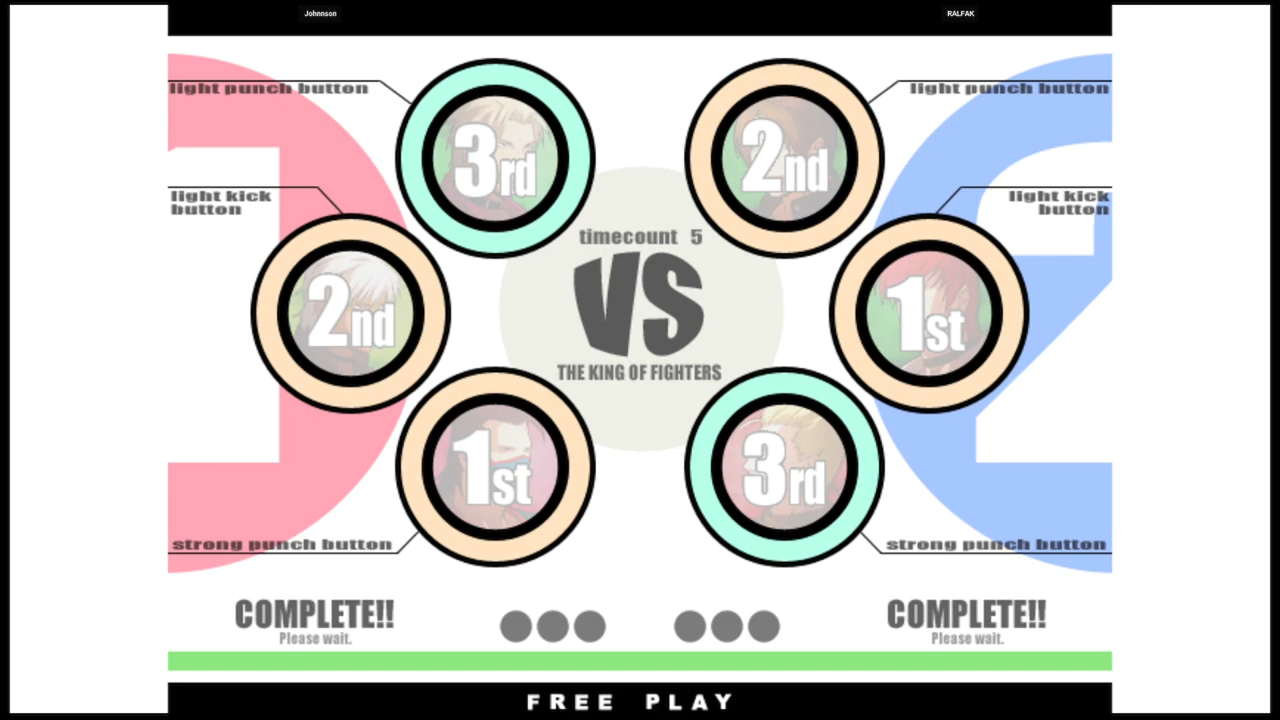 Johnnson
RALFAK
light punch button
light punch button
3rd
2nd
light kick
button
light kick
button
timecount 5
VS
THE KING OF FIGHTERS
2nd
1st
1st
3rd
strong punch button
strong punch button
COMPLETE!!
Please wait.
COMPLETE!!
Please wait.
FREE PLAY
1
2